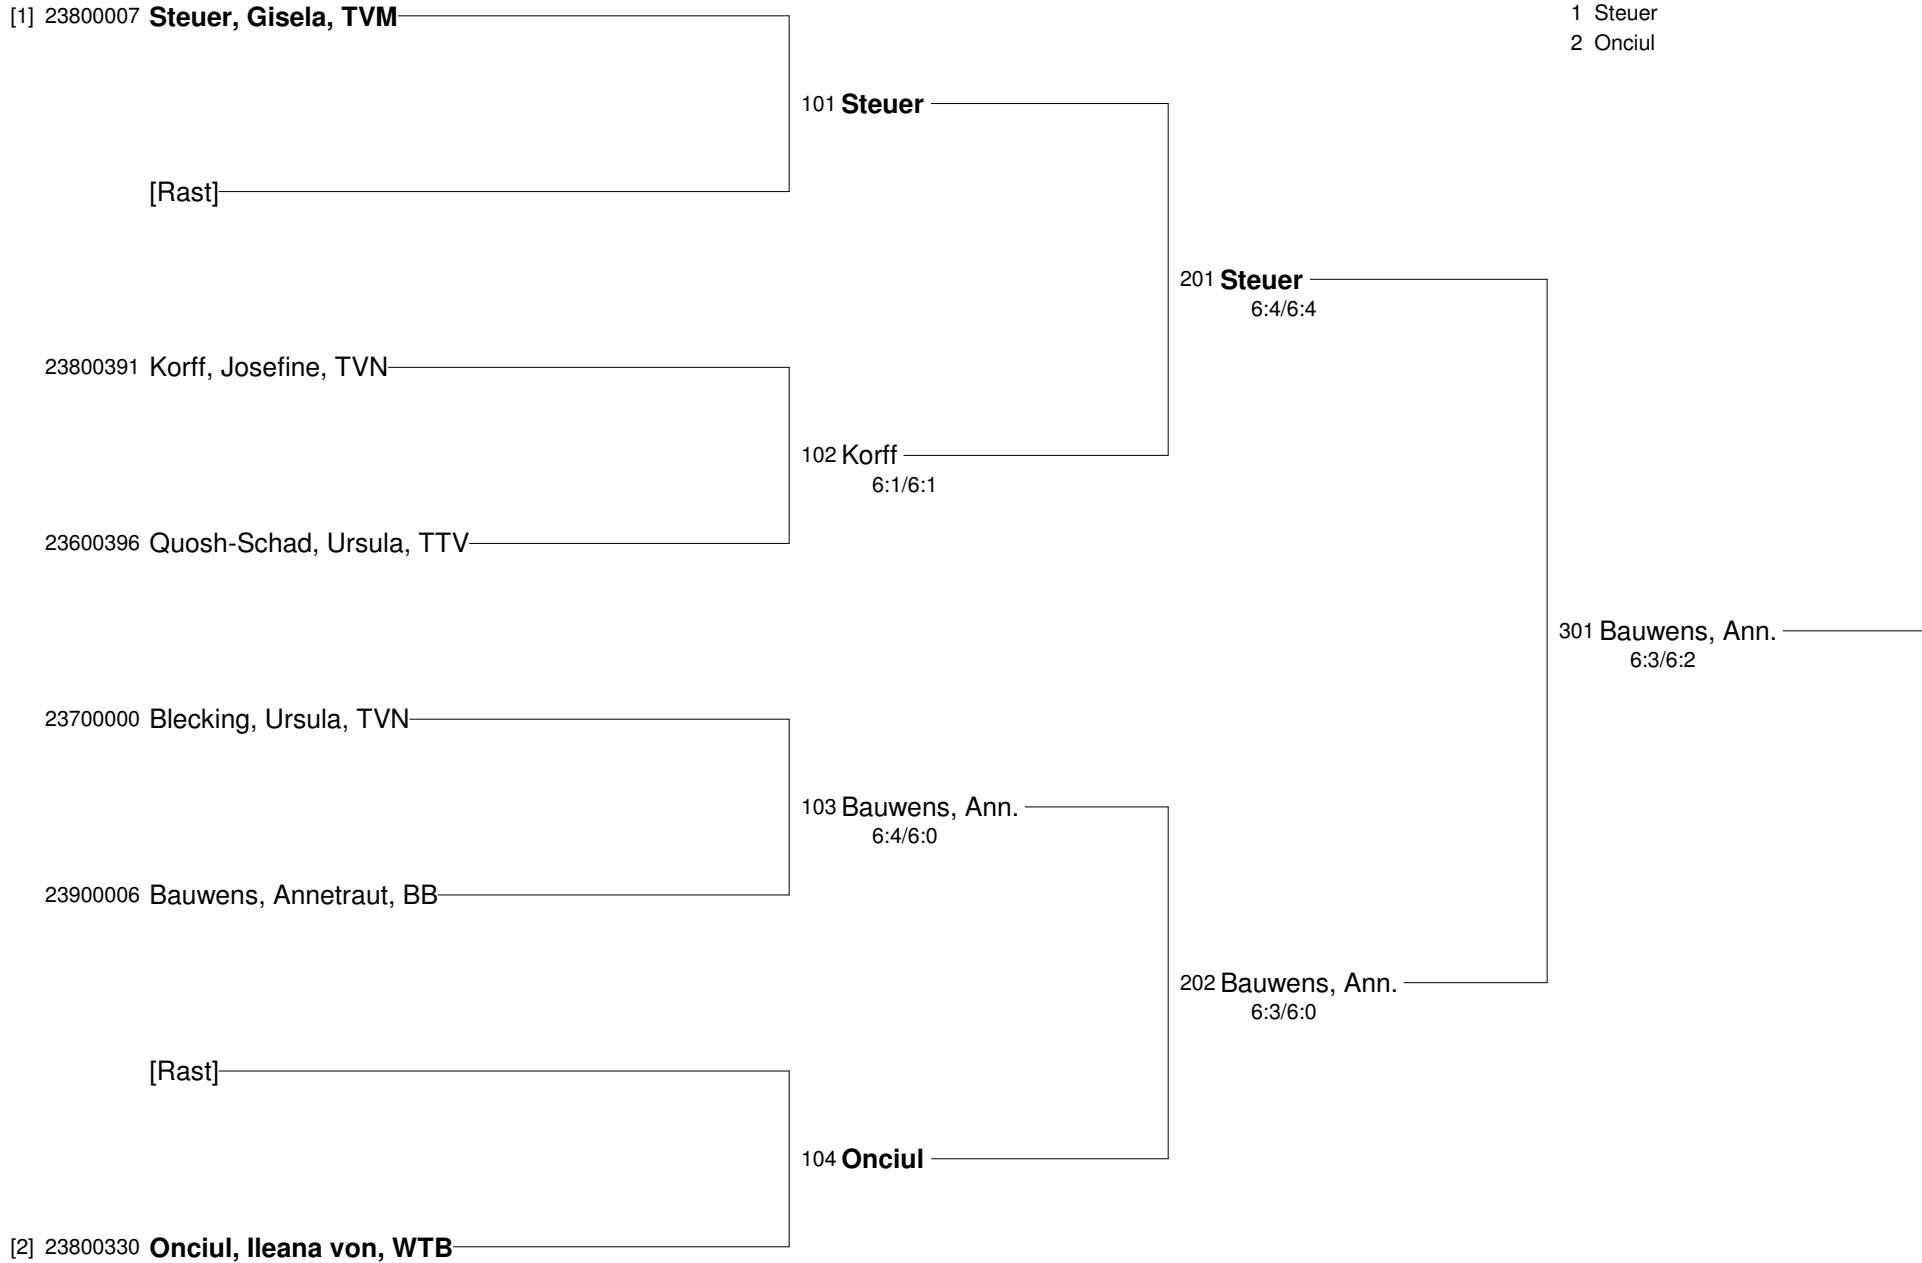 [1] 23800007 Steuer, Gisela, TVM
1 Steuer
2 Onciul
101 Steuer
[Rast]
201 Steuer
6:4/6:4
23800391 Korff, Josefine, TVN
102 Korff
6:1/6:1
23600396 Quosh-Schad, Ursula, TTV
301 Bauwens, Ann.
6:3/6:2
23700000 Blecking, Ursula, TVN
103 Bauwens, Ann.
6:4/6:0
23900006 Bauwens, Annetraut, BB
202 Bauwens, Ann.
6:3/6:0
[Rast]
104 Onciul
[2] 23800330 Onciul, Ileana von, WTB